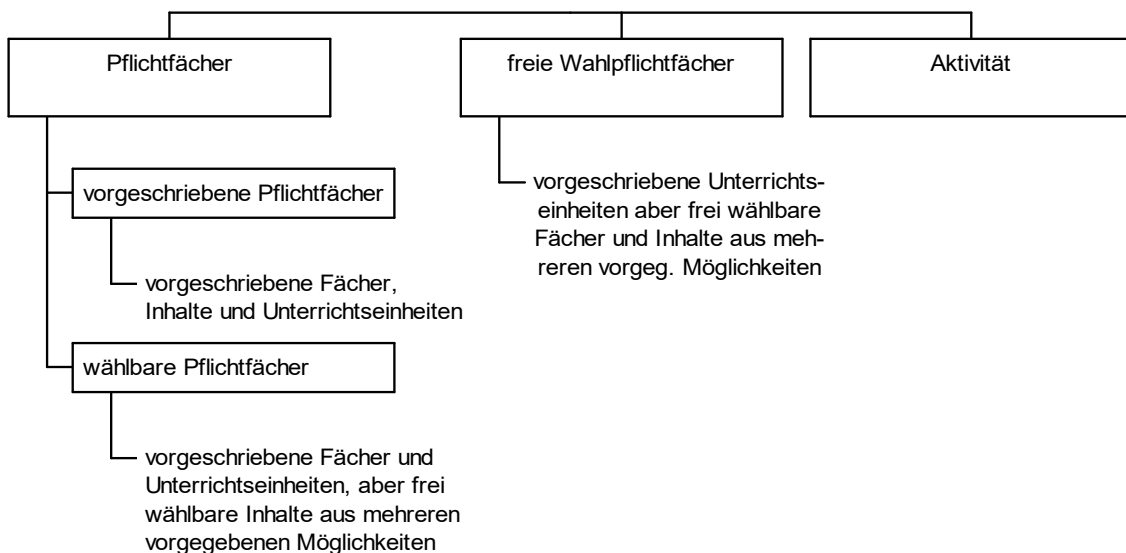 Pflichtfächer
freie Wahlpflichtfächer
Aktivität
vorgeschriebene Pflichtfächer
vorgeschriebene Fächer,
Inhalte und Unterrichtseinheiten
wählbare Pflichtfächer
vorgeschriebene Fächer und
Unterrichtseinheiten, aber frei
wählbare Inhalte aus mehreren
vorgegebenen Möglichkeiten
vorgeschriebene Unterrichts-
einheiten aber frei wählbare
Fächer und Inhalte aus meh-
reren vorgeg. Möglichkeiten